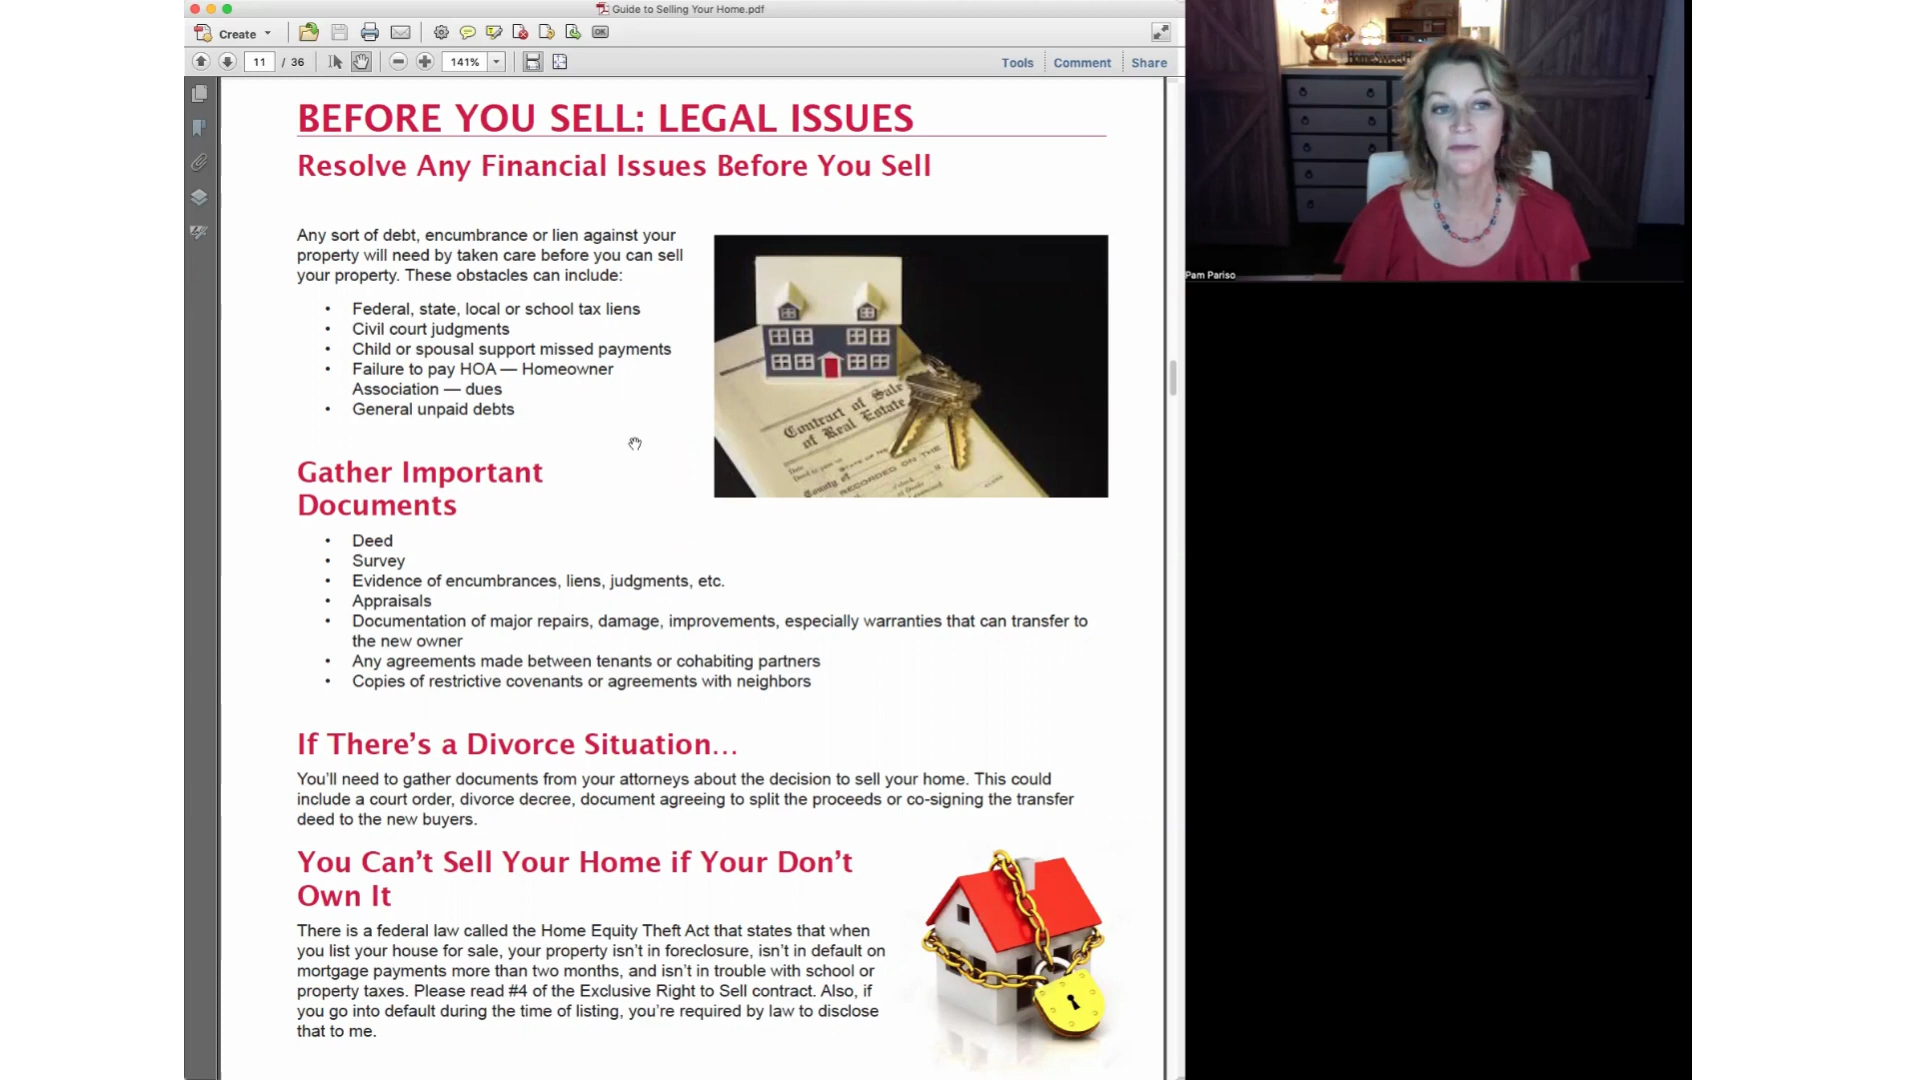 Guide to Selling Your Home.pdf
Create
OK
11 / 36
141%
Tools
Comment
Share
BEFORE YOU SELL: LEGAL ISSUES
Resolve Any Financial Issues Before You Sell
Any sort of debt, encumbrance or lien against your
property will need by taken care before you can sell
your property. These obstacles can include:
• Federal, state, local or school tax liens
• Civil court judgments
• Child or spousal support missed payments
• Failure to pay HOA — Homeowner
Association — dues
• General unpaid debts
Contract of Sale
of Real Estate
County of
RECORDED ON THE
Gather Important
Documents
• Deed
• Survey
• Evidence of encumbrances, liens, judgments, etc.
• Appraisals
• Documentation of major repairs, damage, improvements, especially warranties that can transfer to
the new owner
• Any agreements made between tenants or cohabiting partners
• Copies of restrictive covenants or agreements with neighbors
If There’s a Divorce Situation…
You’ll need to gather documents from your attorneys about the decision to sell your home. This could
include a court order, divorce decree, document agreeing to split the proceeds or co-signing the transfer
deed to the new buyers.
You Can’t Sell Your Home if Your Don’t
Own It
There is a federal law called the Home Equity Theft Act that states that when
you list your house for sale, your property isn’t in foreclosure, isn’t in default on
mortgage payments more than two months, and isn’t in trouble with school or
property taxes. Please read #4 of the Exclusive Right to Sell contract. Also, if
you go into default during the time of listing, you’re required by law to disclose
that to me.
Pam Pariso